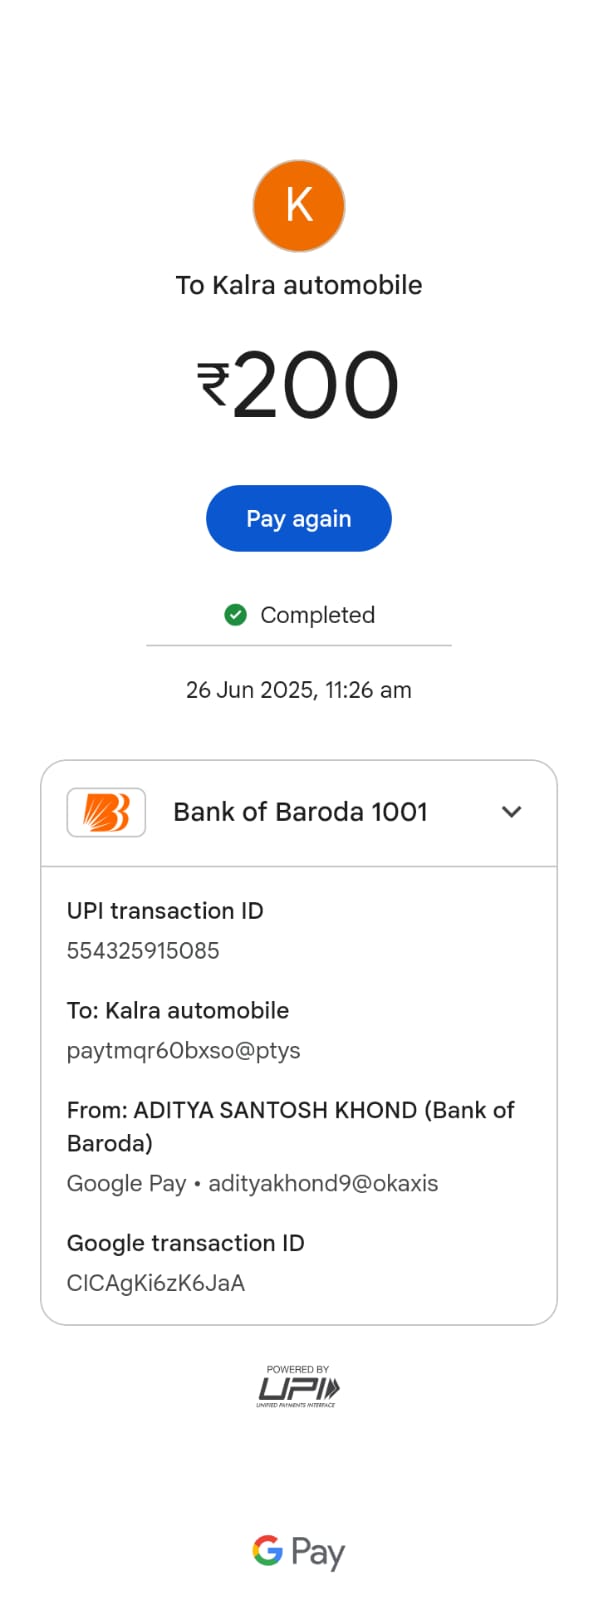 K
To Kalra automobile
₹200
Pay again
Completed
26 Jun 2025, 11:26 am
Bank of Baroda 1001
UPI transaction ID
554325915085
To: Kalra automobile
paytmqr60bxso@ptys
From: ADITYA SANTOSH KHOND (Bank of
Baroda)
Google Pay • adityakhond9@okaxis
Google transaction ID
CICAgKi6zK6JaA
POWERED BY
UPI
UNIFIED PAYMENTS INTERFACE
G Pay